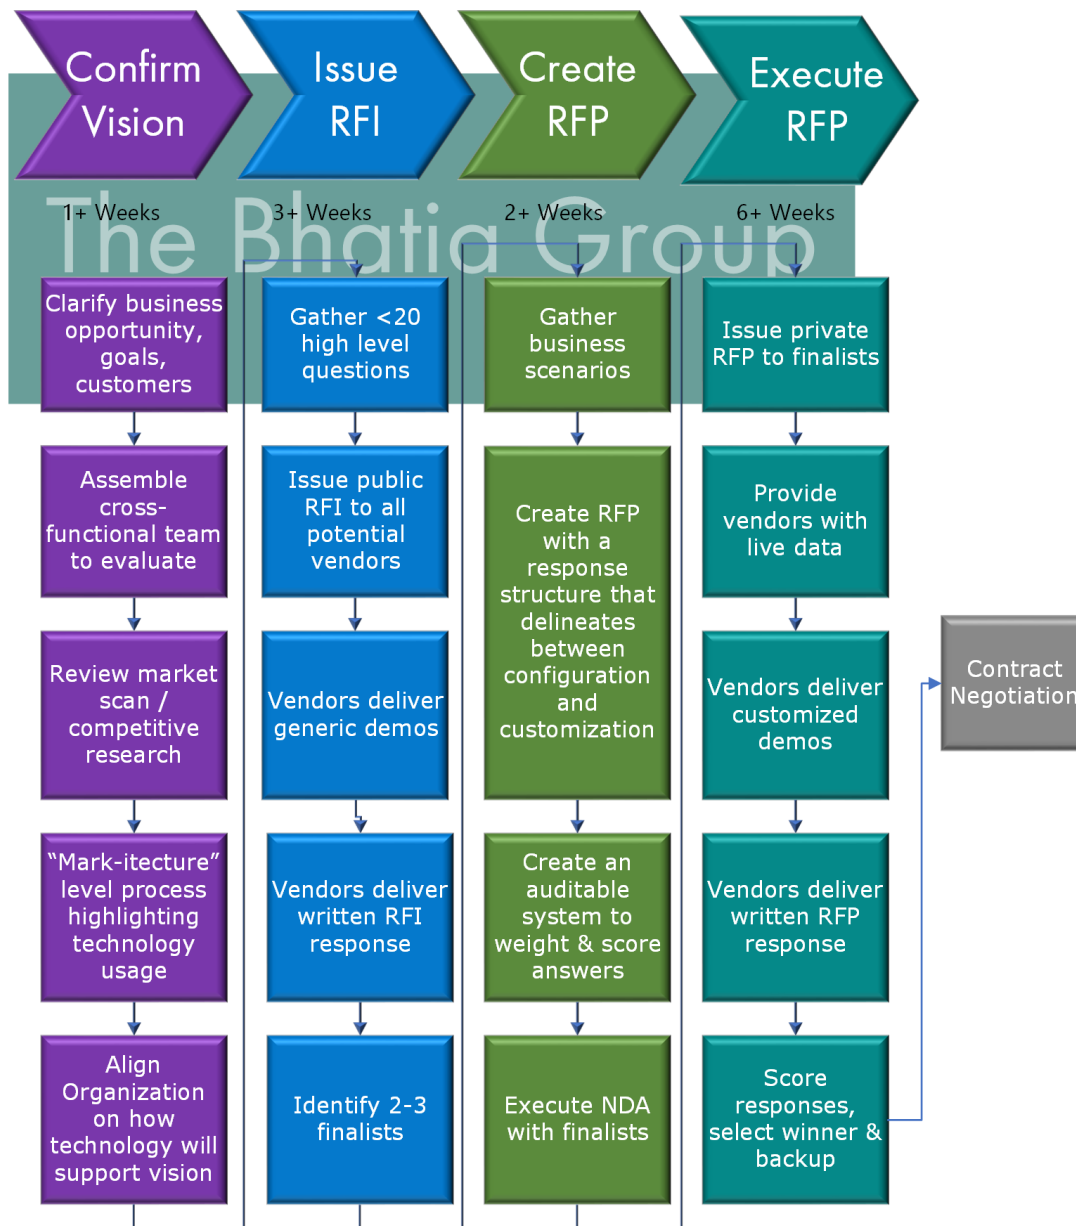 Confirm
Vision
Issue
RFI
Create
RFP
Execute
RFP
The Bhatia Group
1+ Weeks
3+ Weeks
2+ Weeks
6+ Weeks
Clarify business
opportunity,
goals,
customers
Assemble
cross-
functional team
to evaluate
Review market
scan /
competitive
research
“Mark-itecture”
level process
highlighting
technology
usage
Align
Organization
on how
technology will
support vision
Gather <20
high level
questions
Issue public
RFI to all
potential
vendors
Vendors deliver
generic demos
Vendors deliver
written RFI
response
Identify 2-3
finalists
Gather
business
scenarios
Create RFP
with a
response
structure that
delineates
between
configuration
and
customization
Create an
auditable
system to
weight & score
answers
Execute NDA
with finalists
Issue private
RFP to finalists
Provide
vendors with
live data
Vendors deliver
customized
demos
Vendors deliver
written RFP
response
Score
responses,
select winner &
backup
Contract
Negotiation